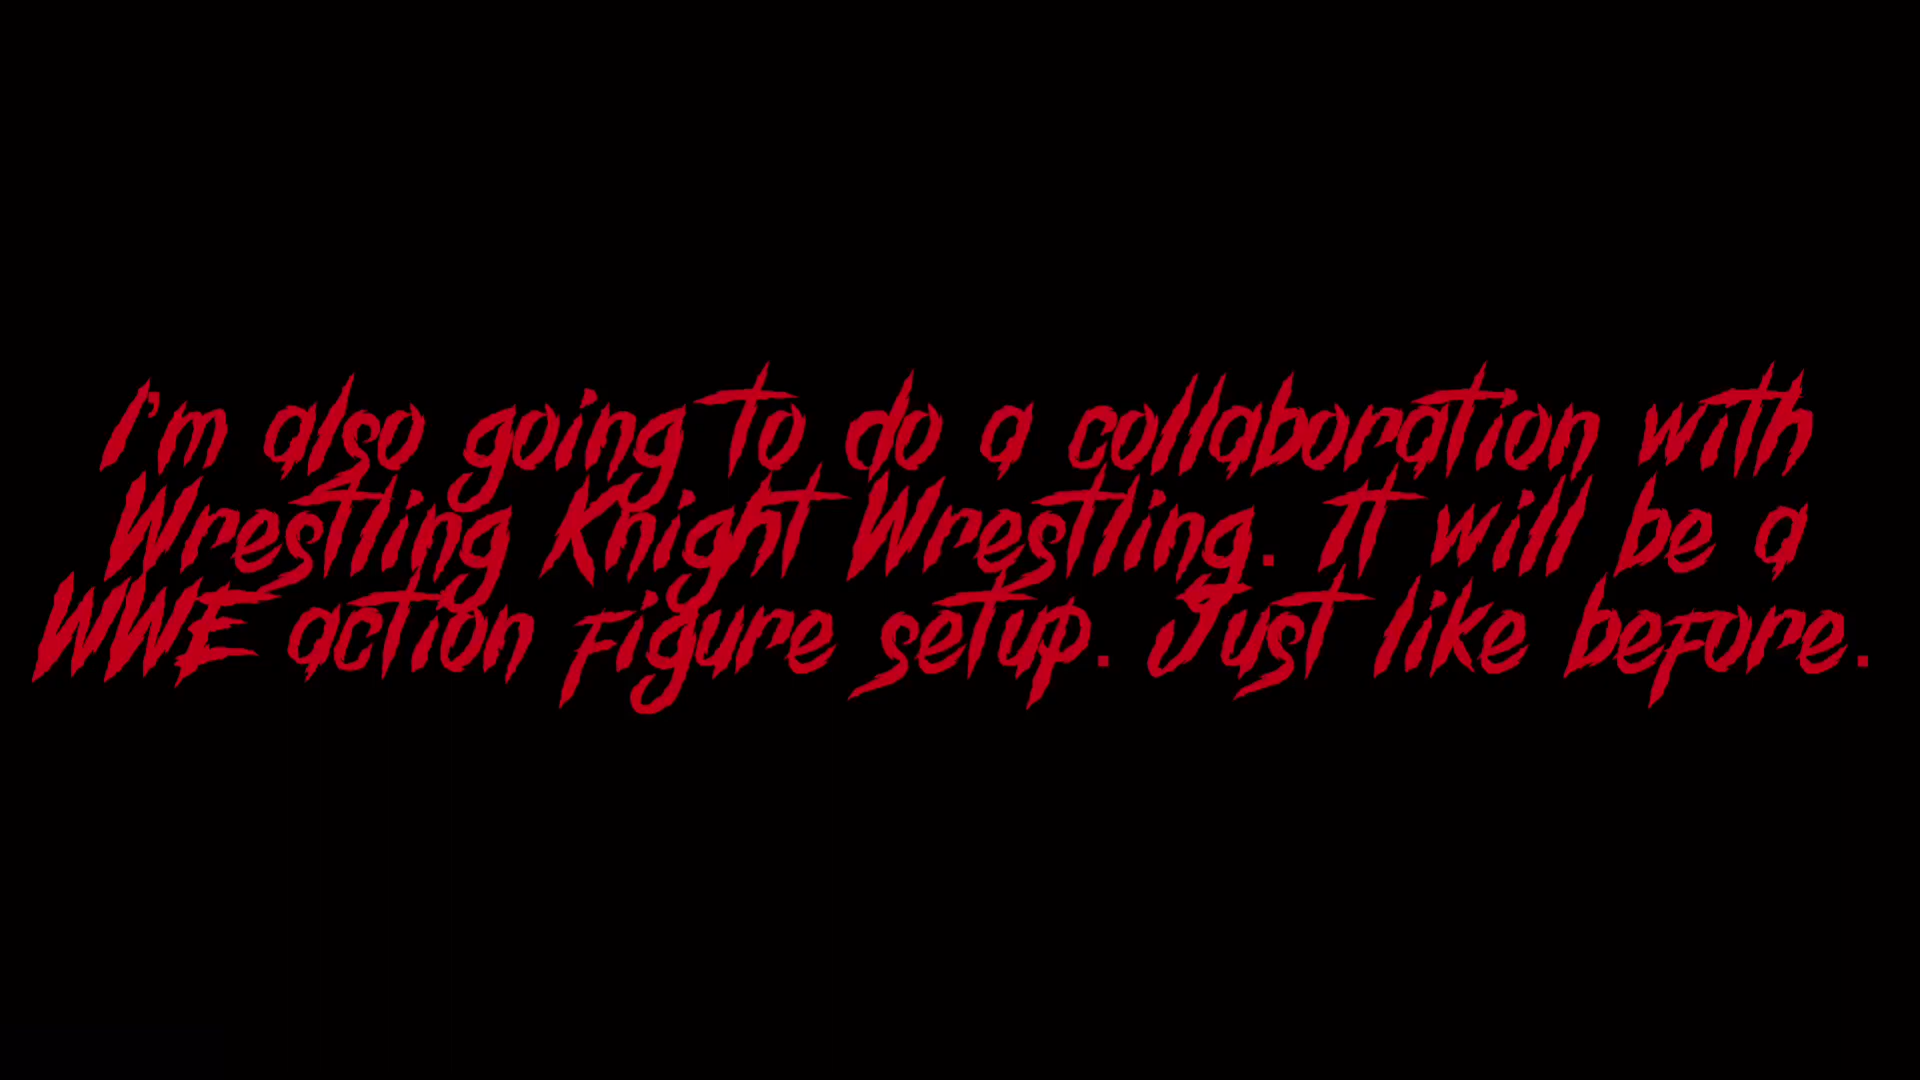 I'm also going to do a collaboration with
Wrestling Knight Wrestling. It will be a
WWE action figure setup. Just like before.